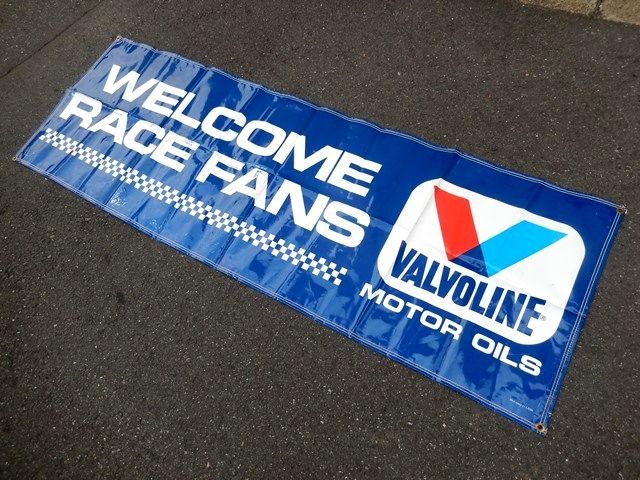 WELCOME
RACE FANS
VALVOLINE
MOTOR OILS